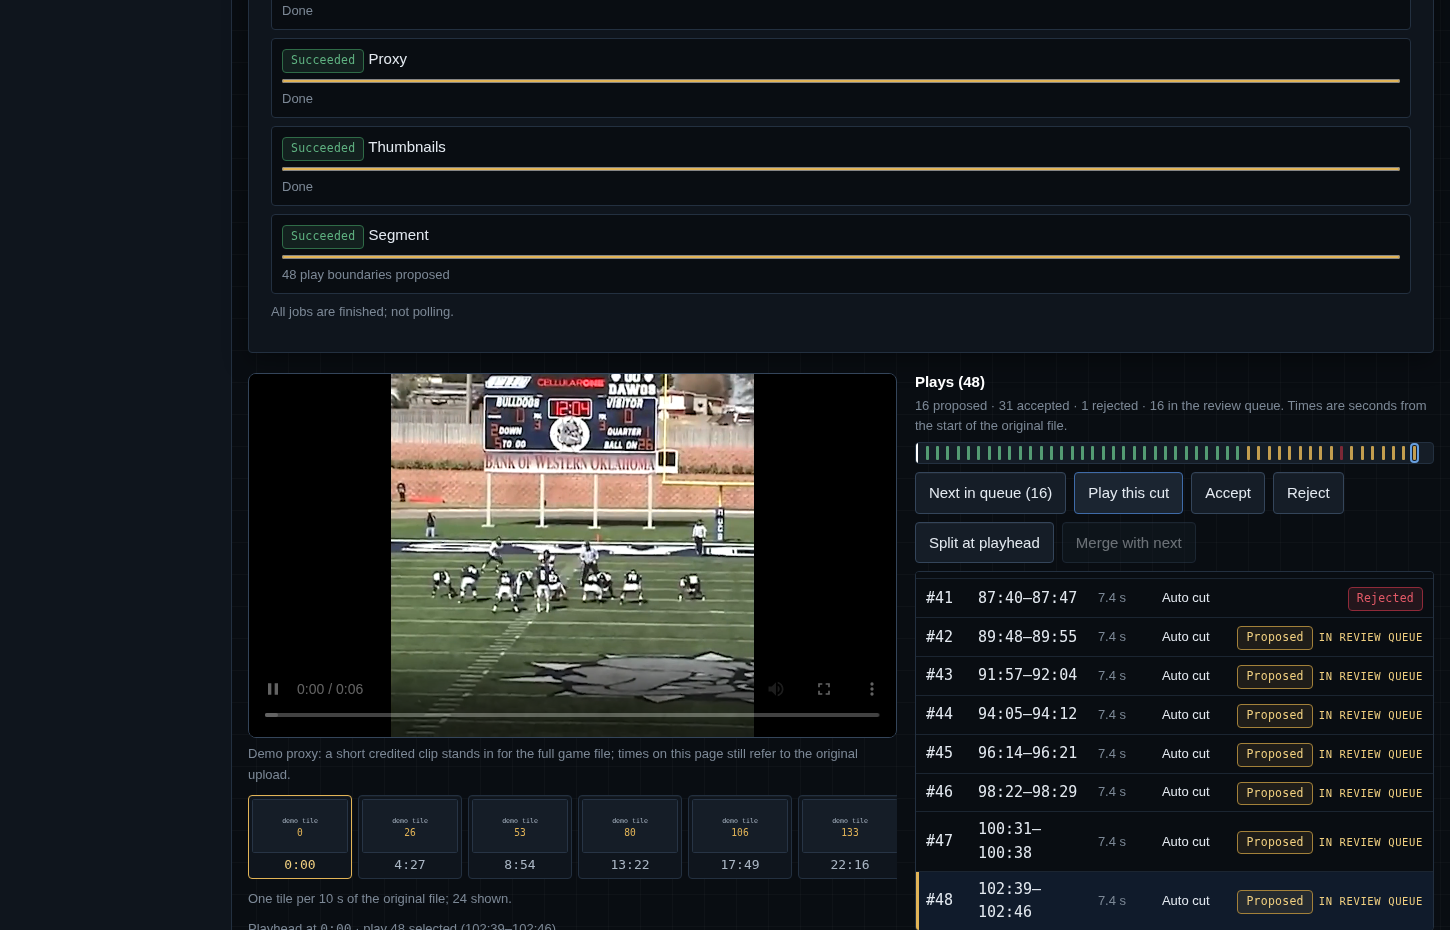 Done
Succeeded Proxy
Done
Succeeded Thumbnails
Done
Succeeded Segment
48 play boundaries proposed
All jobs are finished; not polling.
CELLULARONE
DAWGS
BULLDOGS 12:04 VISITOR
DOWN QUARTER
TO GO BALL ON
BANK OF WESTERN OKLAHOMA
0:00 / 0:06
Demo proxy: a short credited clip stands in for the full game file; times on this page still refer to the original
upload.
demo tile demo tile demo tile demo tile demo tile demo tile
0 26 53 80 106 133
0:00 4:27 8:54 13:22 17:49 22:16
One tile per 10 s of the original file; 24 shown.
Playhead at 0:00 · play 48 selected (102:39–102:46)
Plays (48)
16 proposed · 31 accepted · 1 rejected · 16 in the review queue. Times are seconds from
the start of the original file.
Next in queue (16) Play this cut Accept Reject
Split at playhead Merge with next
#41 87:40–87:47 7.4 s Auto cut Rejected
#42 89:48–89:55 7.4 s Auto cut Proposed IN REVIEW QUEUE
#43 91:57–92:04 7.4 s Auto cut Proposed IN REVIEW QUEUE
#44 94:05–94:12 7.4 s Auto cut Proposed IN REVIEW QUEUE
#45 96:14–96:21 7.4 s Auto cut Proposed IN REVIEW QUEUE
#46 98:22–98:29 7.4 s Auto cut Proposed IN REVIEW QUEUE
#47 100:31–
100:38 7.4 s Auto cut Proposed IN REVIEW QUEUE
#48 102:39–
102:46 7.4 s Auto cut Proposed IN REVIEW QUEUE